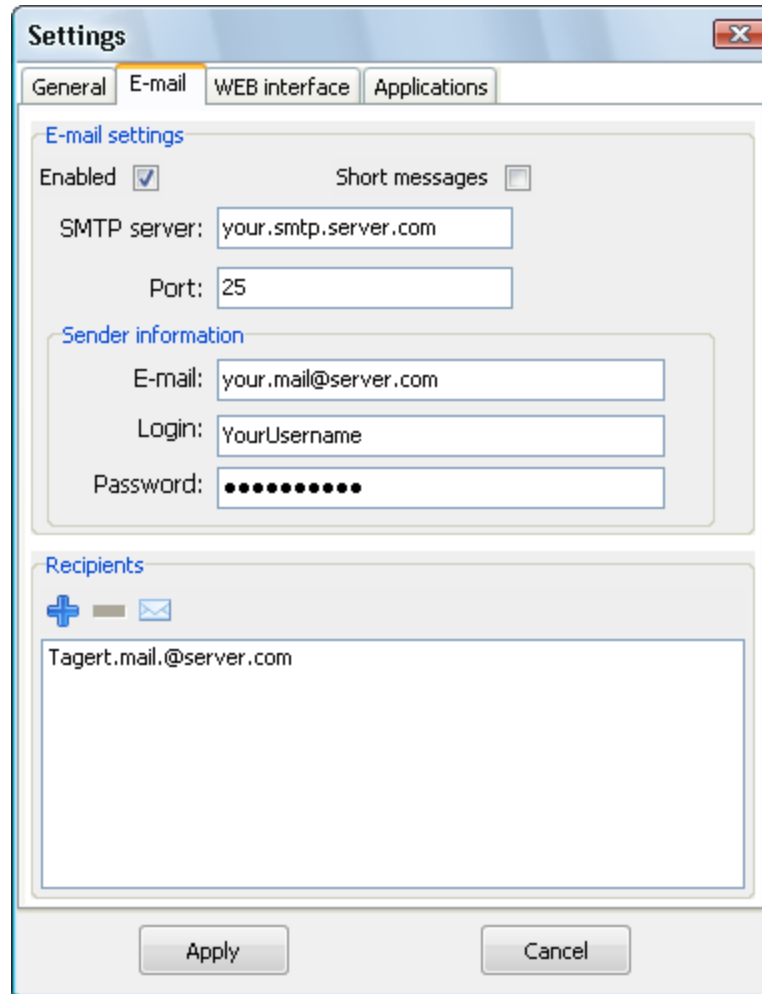 Settings
General E-mail WEB interface Applications
E-mail settings
Enabled Short messages
SMTP server: your.smtp.server.com
Port: 25
Sender information
E-mail: your.mail@server.com
Login: YourUsername
Password: ●●●●●●●●●●
Recipients
Tagert.mail.@server.com
Apply Cancel